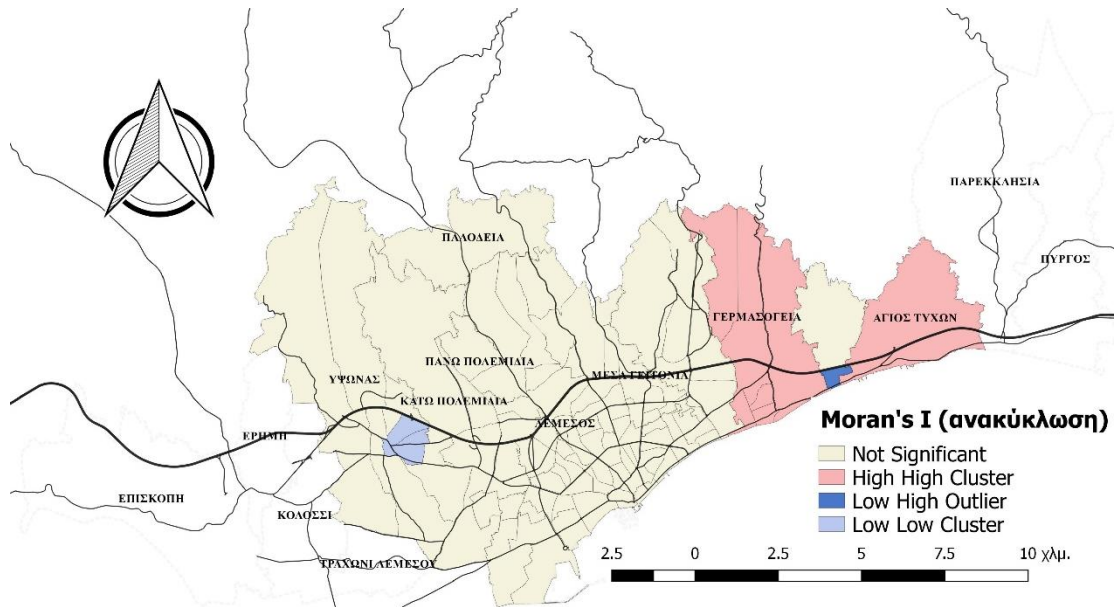 ΠΑΡΕΚΚΛΗΣΙΑ
ΠΥΡΓΟΣ
ΠΑΛΟΔΕΙΑ
ΓΕΡΜΑΣΟΓΕΙΑ
ΑΓΙΟΣ ΤΥΧΩΝ
ΠΑΝΩ ΠΟΛΕΜΙΔΙΑ
ΜΕΣΑ ΓΕΙΤΟΝΙΑ
ΥΨΩΝΑΣ
ΚΑΤΩ ΠΟΛΕΜΙΔΙΑ
ΛΕΜΕΣΟΣ
ΕΡΗΜΗ
ΕΠΙΣΚΟΠΗ
ΚΟΛΟΣΣΙ
ΤΡΑΧΩΝΙ ΛΕΜΕΣΟΥ
Moran's I (ανακύκλωση)
Not Significant
High High Cluster
Low High Outlier
Low Low Cluster
2.5 0 2.5 5 7.5 10 χλμ.